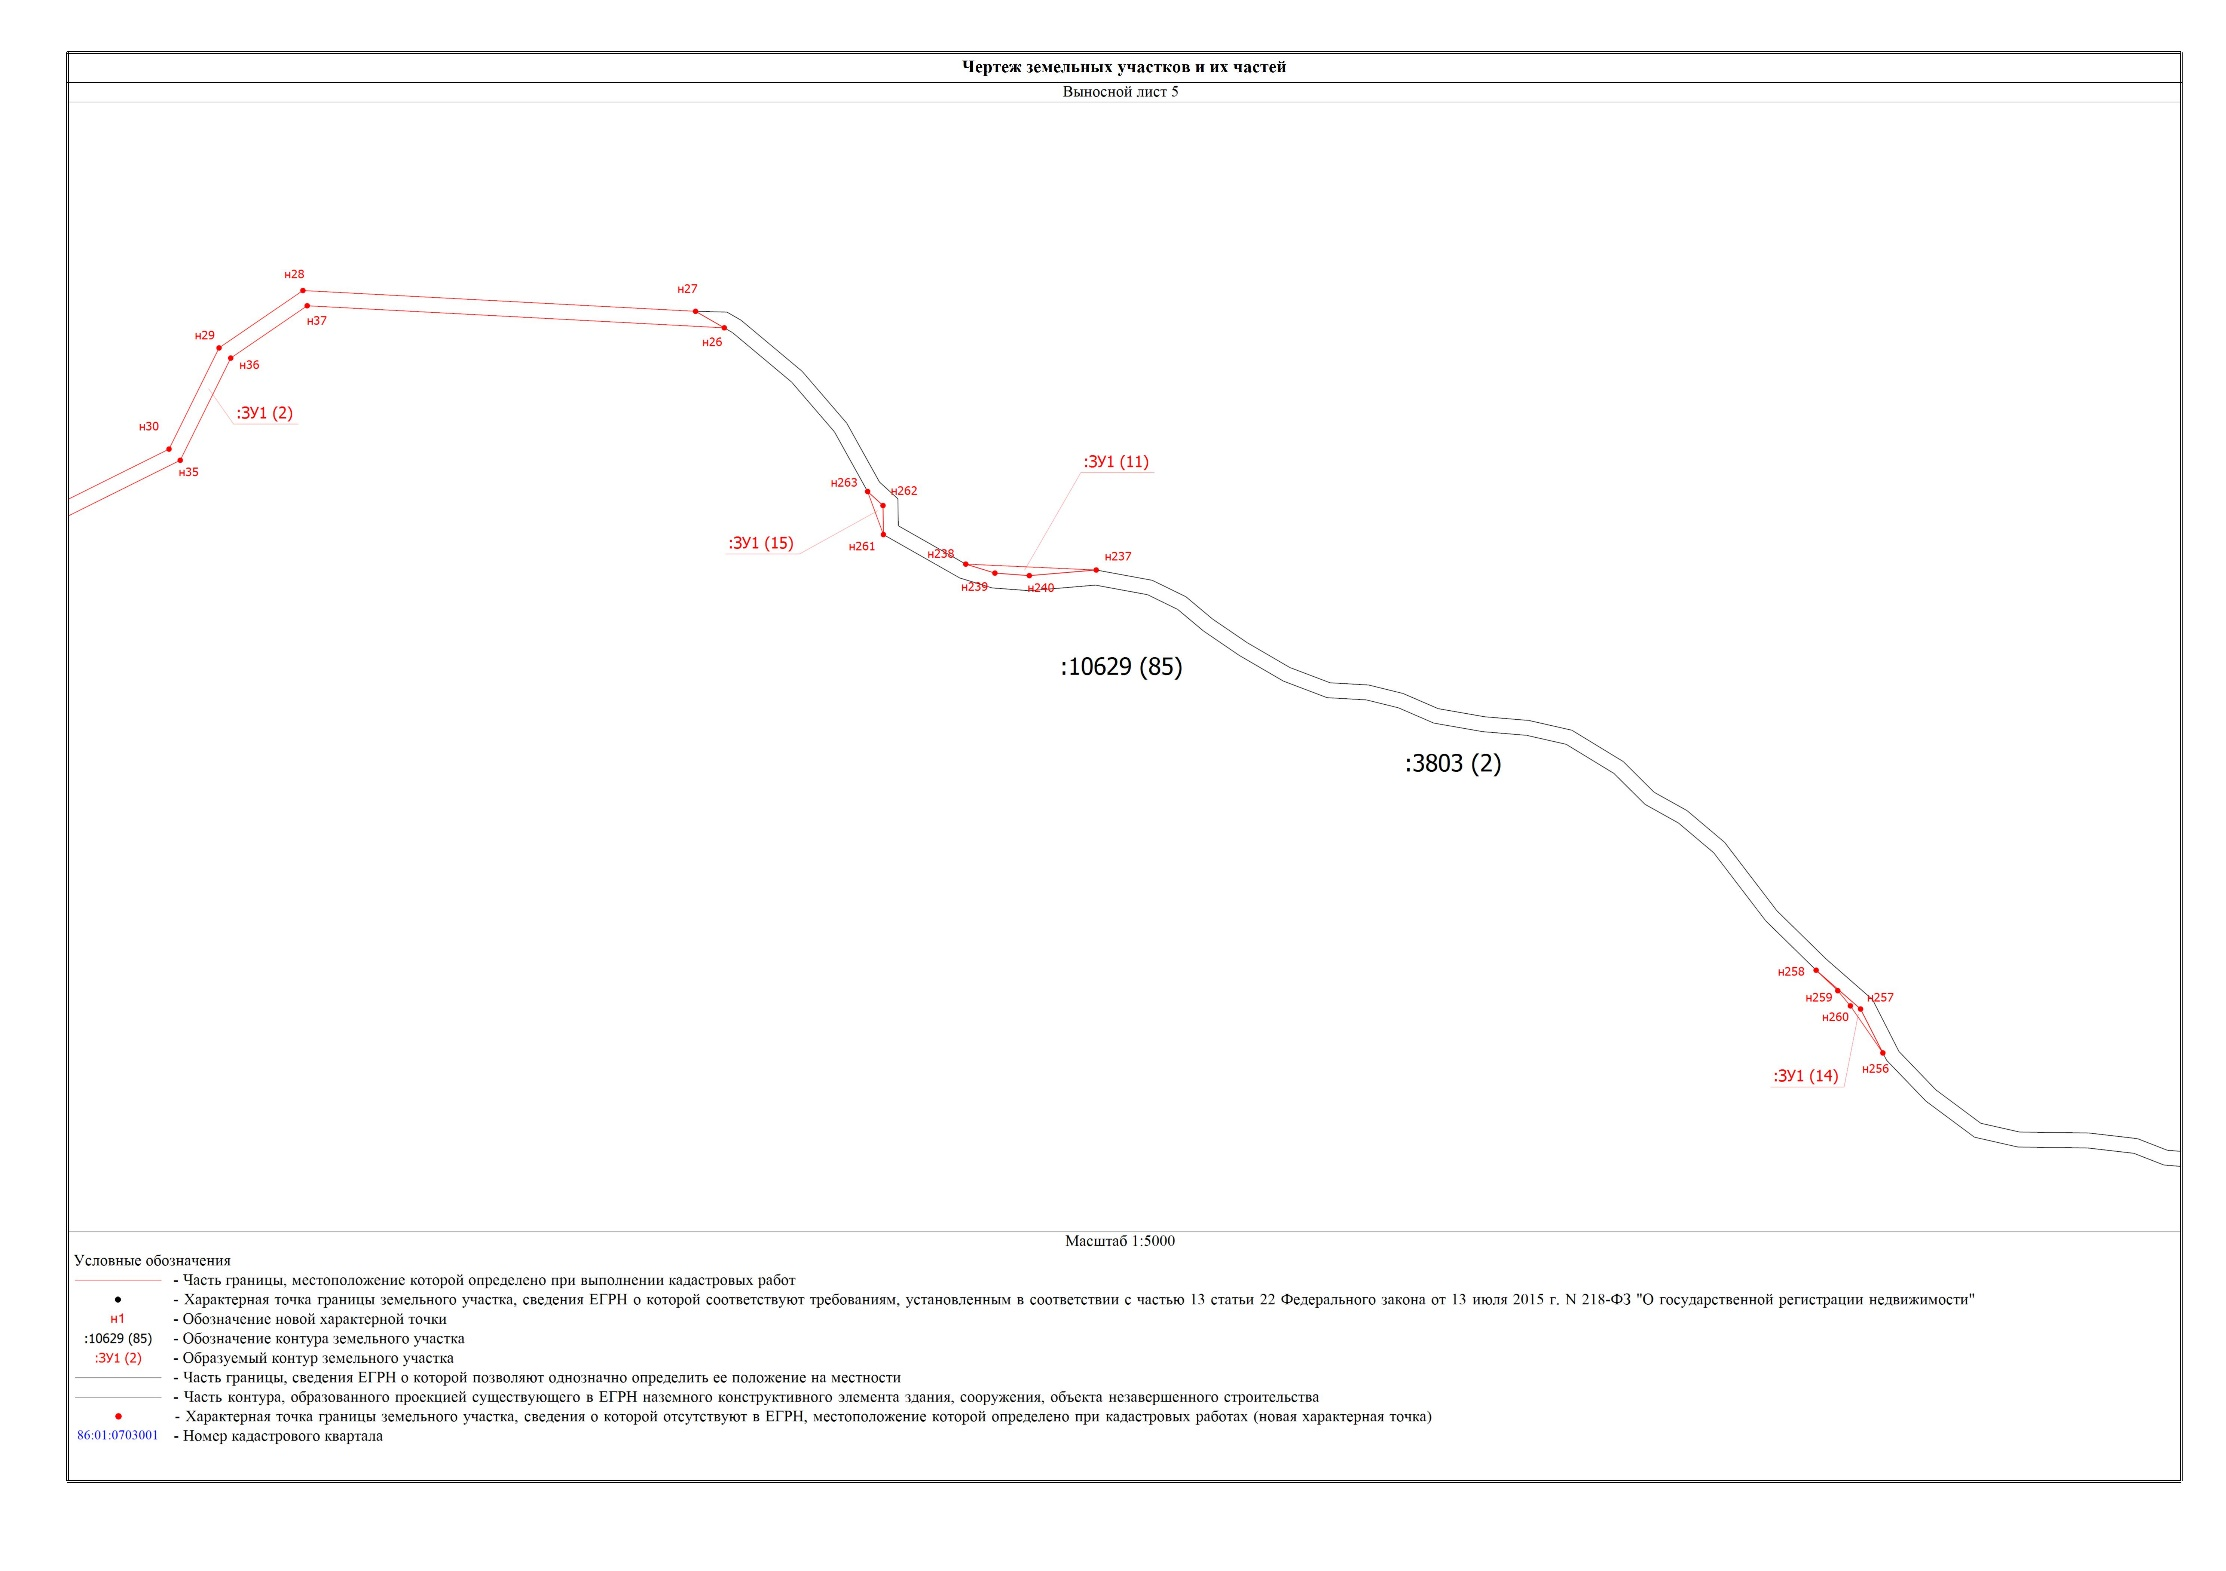 Чертеж земельных участков и их частей
Выносной лист 5
н28
н27
н37
н29
н26
н36
:ЗУ1 (2)
н30
н35
:ЗУ1 (11)
н263
н262
:ЗУ1 (15)
н261
н238
н237
н239
н240
:10629 (85)
:3803 (2)
н258
н259
н257
н260
н256
:ЗУ1 (14)
Масштаб 1:5000
Условные обозначения
- Часть границы, местоположение которой определено при выполнении кадастровых работ
- Характерная точка границы земельного участка, сведения ЕГРН о которой соответствуют требованиям, установленным в соответствии с частью 13 статьи 22 Федерального закона от 13 июля 2015 г. N 218-ФЗ "О государственной регистрации недвижимости"
н1 - Обозначение новой характерной точки
:10629 (85) - Обозначение контура земельного участка
:ЗУ1 (2) - Образуемый контур земельного участка
- Часть границы, сведения ЕГРН о которой позволяют однозначно определить ее положение на местности
- Часть контура, образованного проекцией существующего в ЕГРН наземного конструктивного элемента здания, сооружения, объекта незавершенного строительства
- Характерная точка границы земельного участка, сведения о которой отсутствуют в ЕГРН, местоположение которой определено при кадастровых работах (новая характерная точка)
86:01:0703001 - Номер кадастрового квартала